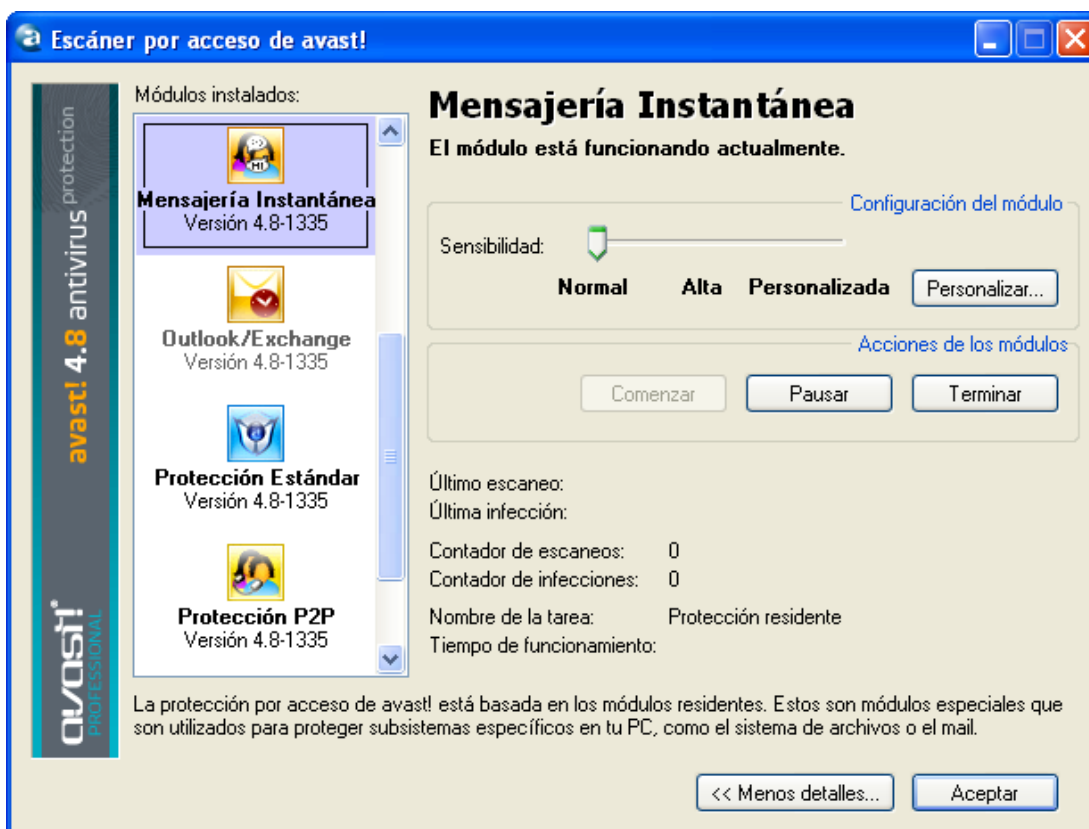 Escáner por acceso de avast!
avast! 4.8 antivirus protection
avast!
PROFESSIONAL
Módulos instalados:
Mensajería Instantánea
Versión 4.8-1335
Outlook/Exchange
Versión 4.8-1335
Protección Estándar
Versión 4.8-1335
Protección P2P
Versión 4.8-1335
Mensajería Instantánea
El módulo está funcionando actualmente.
Configuración del módulo
Sensibilidad:
Normal Alta Personalizada Personalizar...
Acciones de los módulos
Comenzar Pausar Terminar
Último escaneo:
Última infección:
Contador de escaneos: 0
Contador de infecciones: 0
Nombre de la tarea: Protección residente
Tiempo de funcionamiento:
La protección por acceso de avast! está basada en los módulos residentes. Estos son módulos especiales que
son utilizados para proteger subsistemas específicos en tu PC, como el sistema de archivos o el mail.
<< Menos detalles... Aceptar